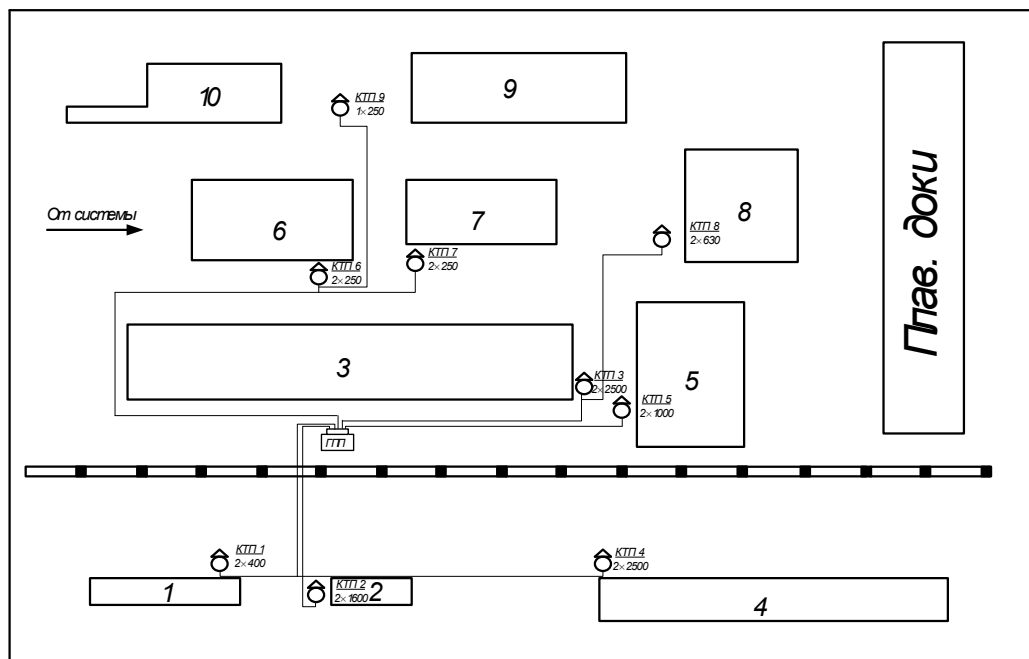 10
КТП 9
1×250
9
Плав. доки
От системы
6
7
8
КТП 8
2×630
КТП 6
2×250
КТП 7
2×250
3
КТП 3
2×2500
5
КТП 5
2×1000
ГПП
КТП 1
2×400
КТП 4
2×2500
1
КТП 2
2×1600
2
4